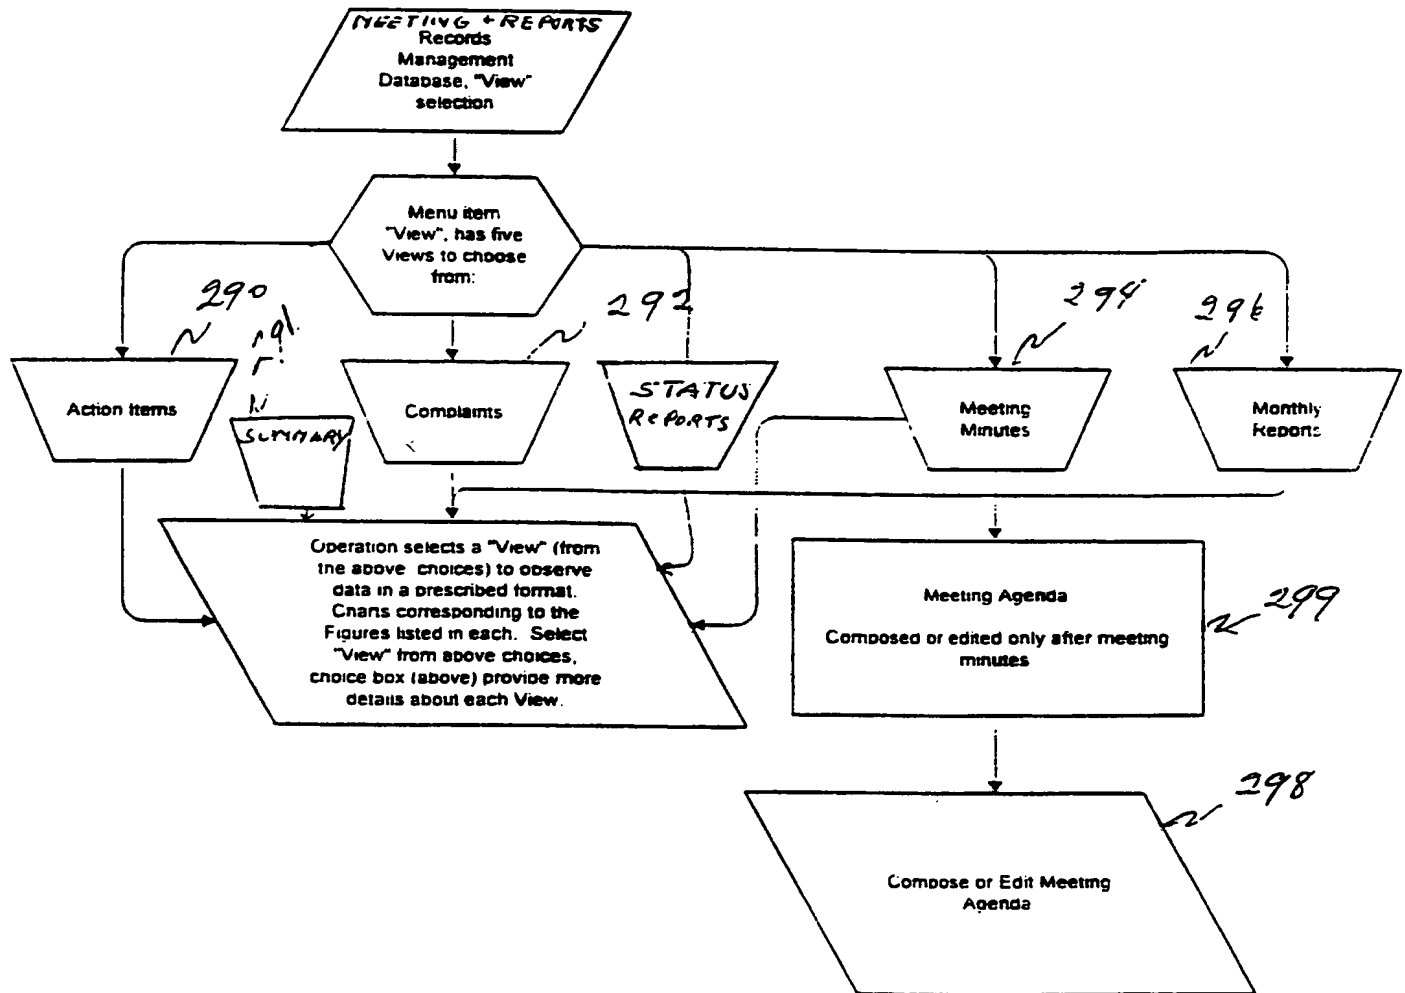 MEETING + REPORTS
Records
Management
Database, "View"
selection
Menu item
"View", has five
Views to choose
from:
290
292
294
296
Action Items
SUMMARY
Complaints
STATUS
REPORTS
Meeting
Minutes
Monthly
Reports
Operation selects a "View" (from
the above choices) to observe
data in a prescribed format.
Charts corresponding to the
Figures listed in each. Select
"View" from above choices,
choice box (above) provide more
details about each View.
Meeting Agenda
Composed or edited only after meeting
minutes
299
298
Compose or Edit Meeting
Agenda